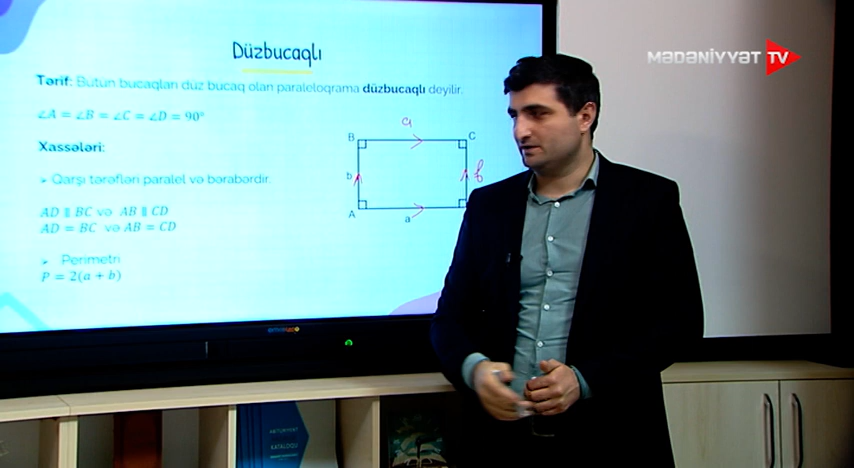 MƏDƏNİYYƏT TV
Düzbucaqlı
Tərif: Bütün bucaqları düz bucaq olan paraleloqrama düzbucaqlı deyilir.
∠A = ∠B = ∠C = ∠D = 90°
Xassələri:
➢ Qarşı tərəfləri paralel və bərabərdir.
AD ∥ BC və AB ∥ CD
AD = BC və AB = CD
➢ Perimetri
P = 2(a + b)
a
B C
b b
A
a
KATALOQU